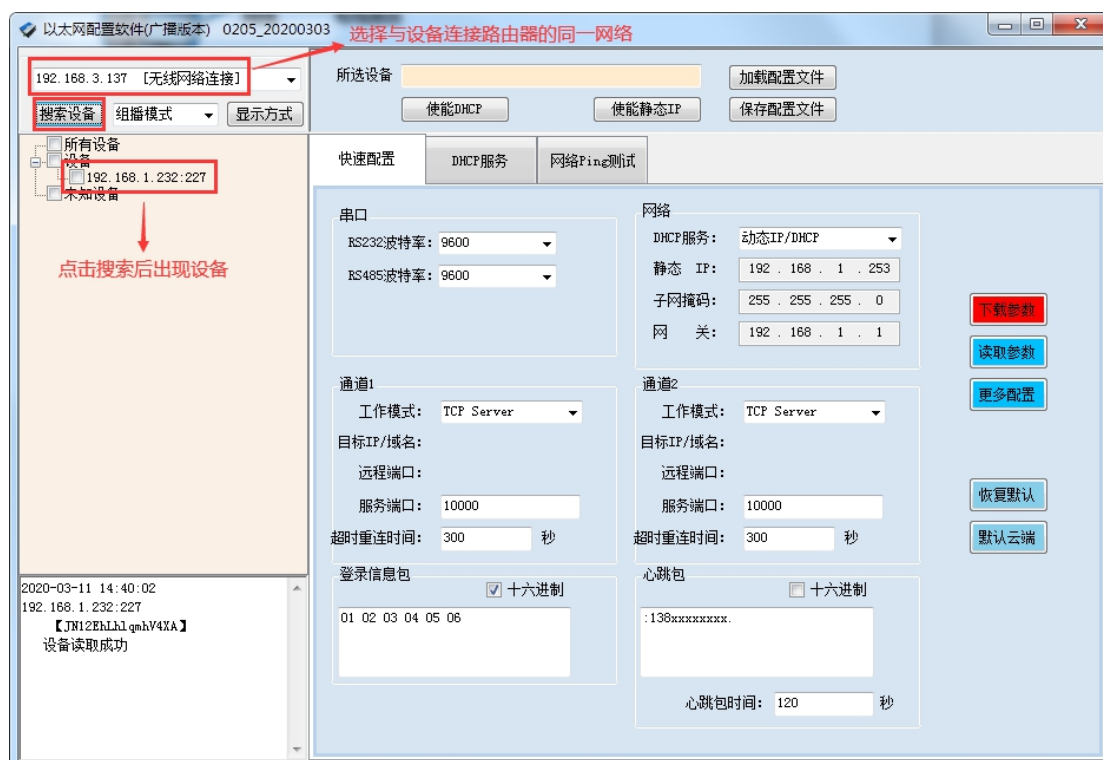 以太网配置软件(广播版本) 0205_20200303
选择与设备连接路由器的同一网络
192.168.3.137 [无线网络连接]
搜索设备 组播模式 显示方式
所选设备 加载配置文件
使能DHCP 使能静态IP 保存配置文件
所有设备
设备
192.168.1.232:227
未知设备
点击搜索后出现设备
快速配置 DHCP服务 网络Ping测试
串口
RS232波特率: 9600
RS485波特率: 9600
网络
DHCP服务: 动态IP/DHCP
静态 IP: 192 . 168 . 1 . 253
子网掩码: 255 . 255 . 255 . 0
网 关: 192 . 168 . 1 . 1
下载参数
读取参数
更多配置
恢复默认
默认云端
通道1
工作模式: TCP Server
目标IP/域名:
远程端口:
服务端口: 10000
超时重连时间: 300 秒
通道2
工作模式: TCP Server
目标IP/域名:
远程端口:
服务端口: 10000
超时重连时间: 300 秒
登录信息包
十六进制
01 02 03 04 05 06
心跳包
十六进制
:138xxxxxxxx.
心跳包时间: 120 秒
2020-03-11 14:40:02
192.168.1.232:227
【JN12EhLhlqmhV4XA】
设备读取成功